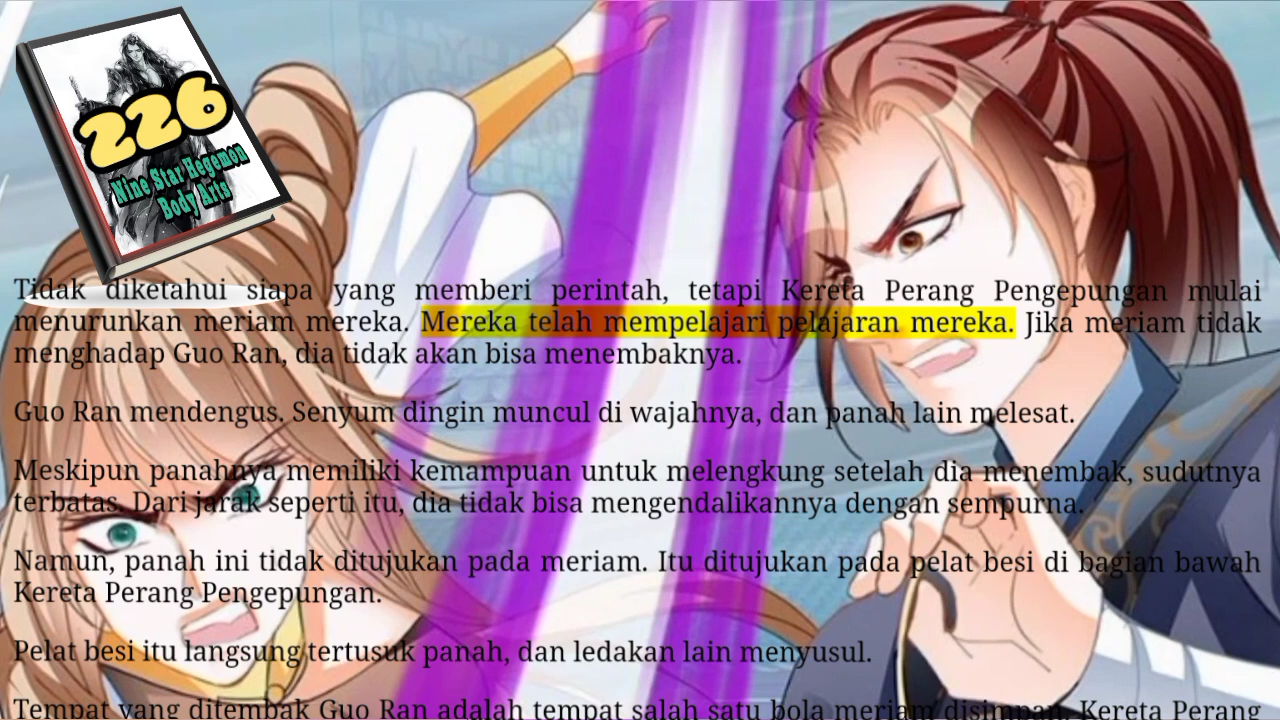 226
Nine Star Hegemon
Body Arts
Tidak diketahui siapa yang memberi perintah, tetapi Kereta Perang Pengepungan mulai
menurunkan meriam mereka. Mereka telah mempelajari pelajaran mereka. Jika meriam tidak
menghadap Guo Ran, dia tidak akan bisa menembaknya.
Guo Ran mendengus. Senyum dingin muncul di wajahnya, dan panah lain melesat.
Meskipun panahnya memiliki kemampuan untuk melengkung setelah dia menembak, sudutnya
terbatas. Dari jarak seperti itu, dia tidak bisa mengendalikannya dengan sempurna.
Namun, panah ini tidak ditujukan pada meriam. Itu ditujukan pada pelat besi di bagian bawah
Kereta Perang Pengepungan.
Pelat besi itu langsung tertusuk panah, dan ledakan lain menyusul.
Tempat yang ditembak Guo Ran adalah tempat salah satu bola meriam disimpan. Kereta Perang